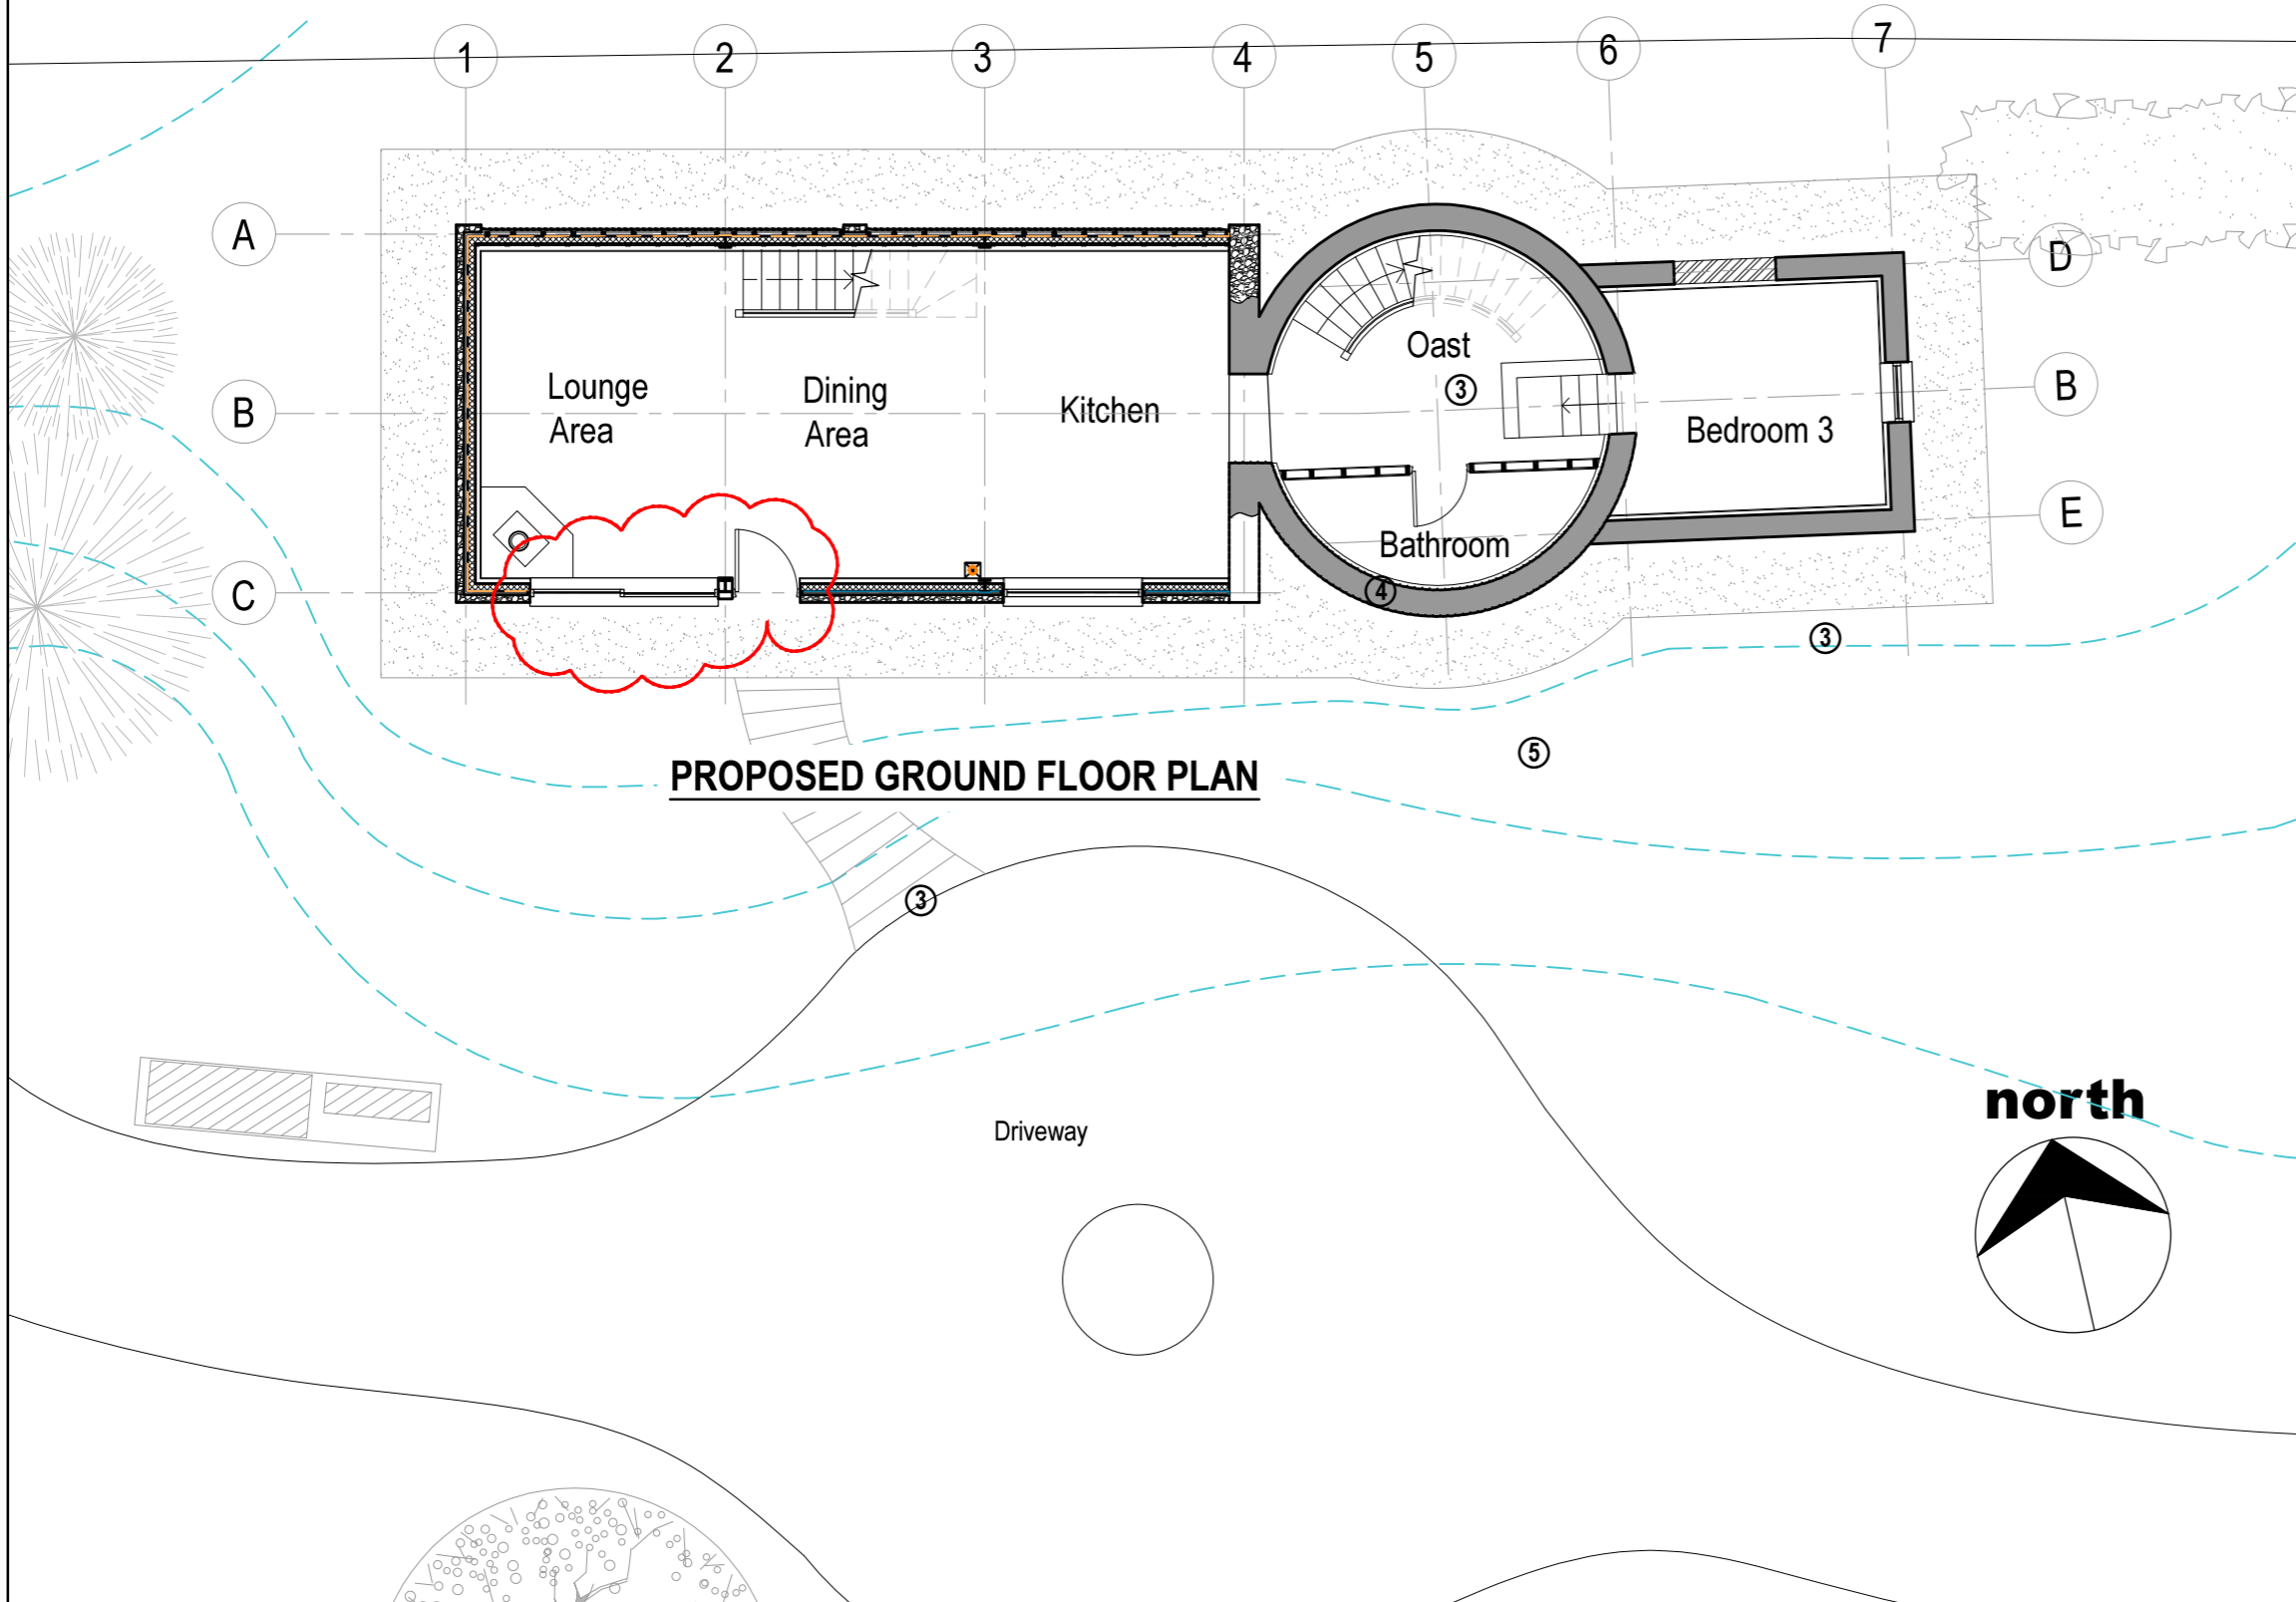 1 2 3 4 5 6 7
A
D
Oast
③
Lounge
Area
Dining
Area
Kitchen
B
B
Bedroom 3
E
Bathroom
C
④
③
⑤
PROPOSED GROUND FLOOR PLAN
③
north
Driveway